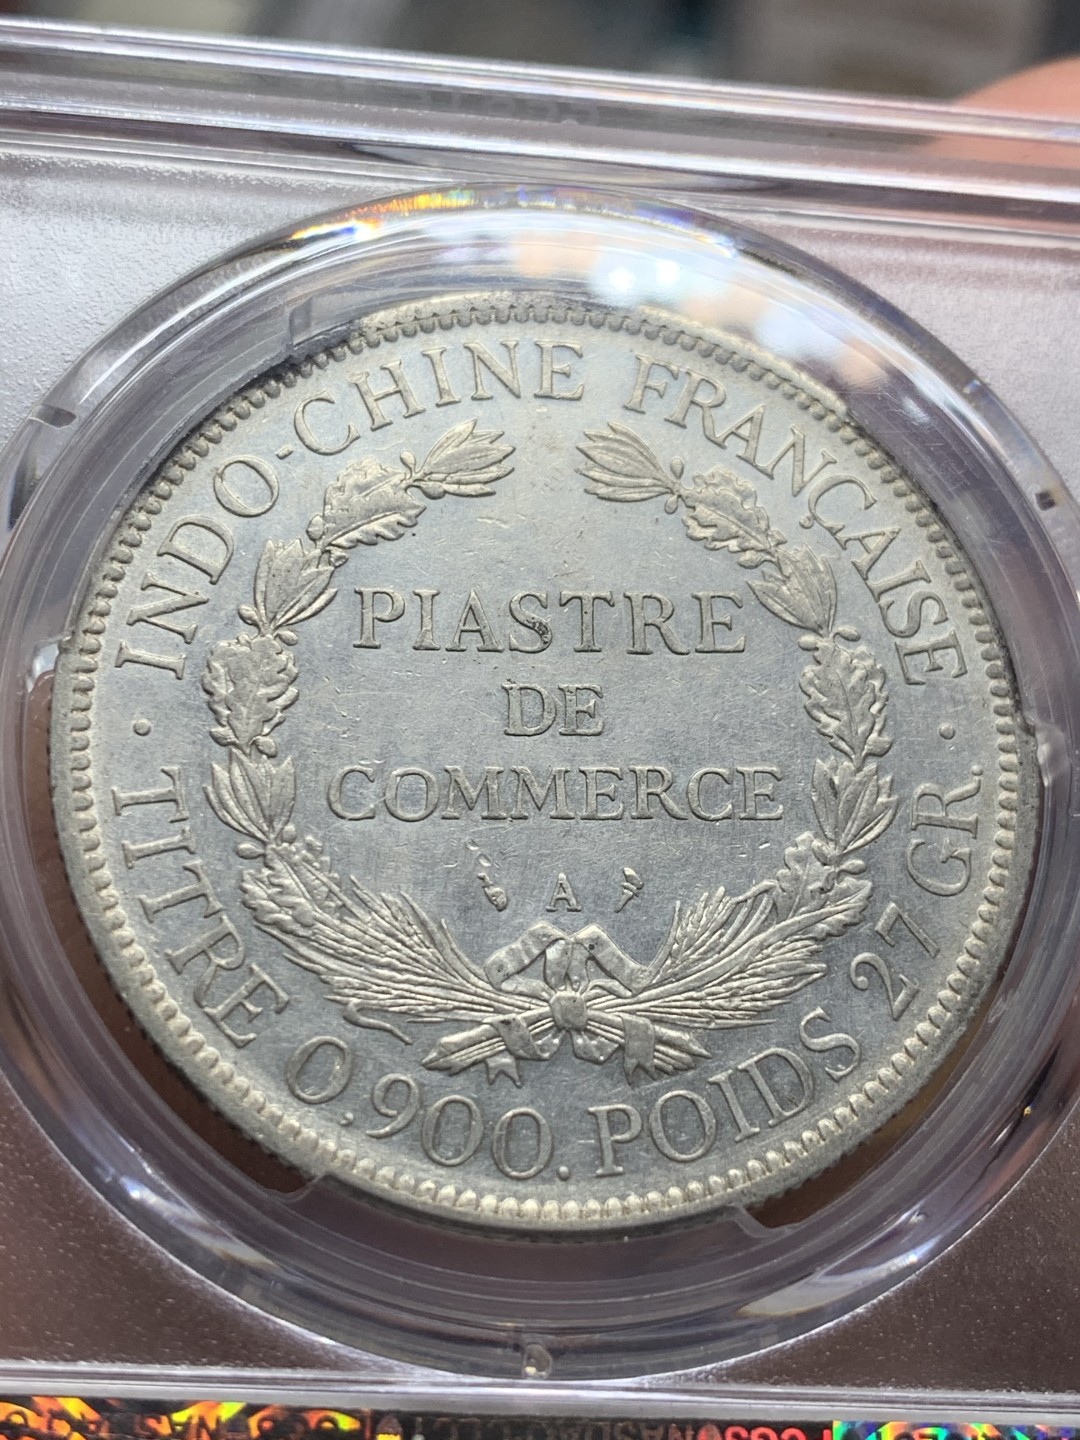 INDO-CHINE FRANÇAISE
PIASTRE
DE
COMMERCE
A
· TITRE 0,900. POIDS 27 GR. ·